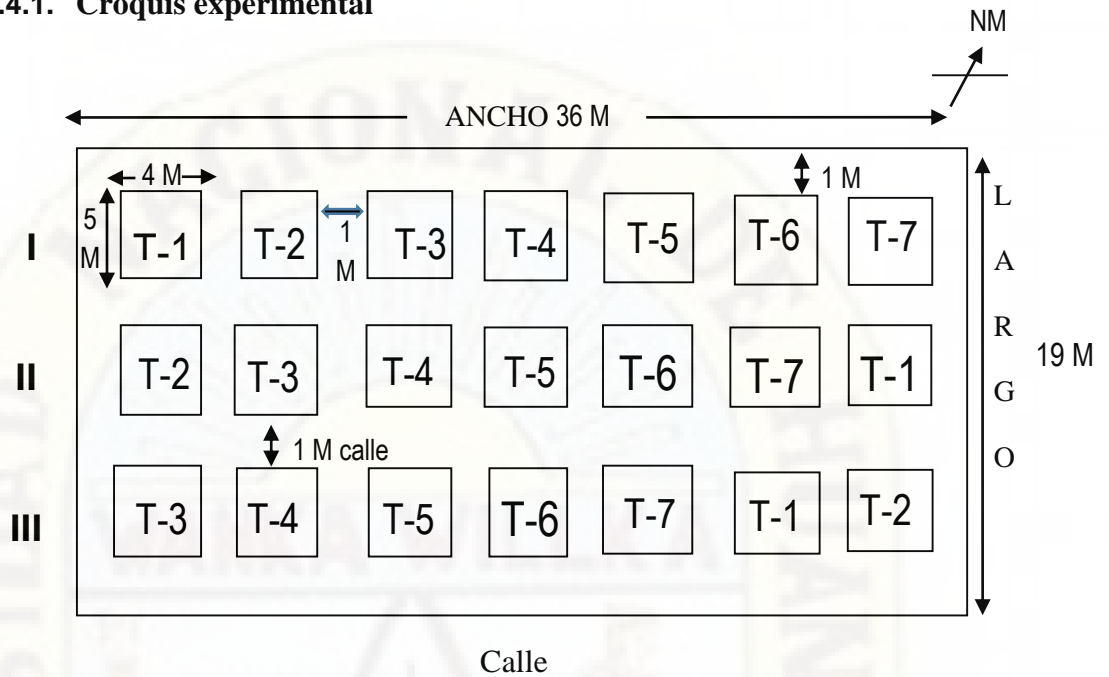 .4.1. Croquis experimental
NM
ANCHO 36 M
4 M
1 M
5
M
1
M
I
T-1 T-2 T-3 T-4 T-5 T-6 T-7
II
T-2 T-3 T-4 T-5 T-6 T-7 T-1
1 M calle
III
T-3 T-4 T-5 T-6 T-7 T-1 T-2
L
A
R
G
O
19 M
Calle